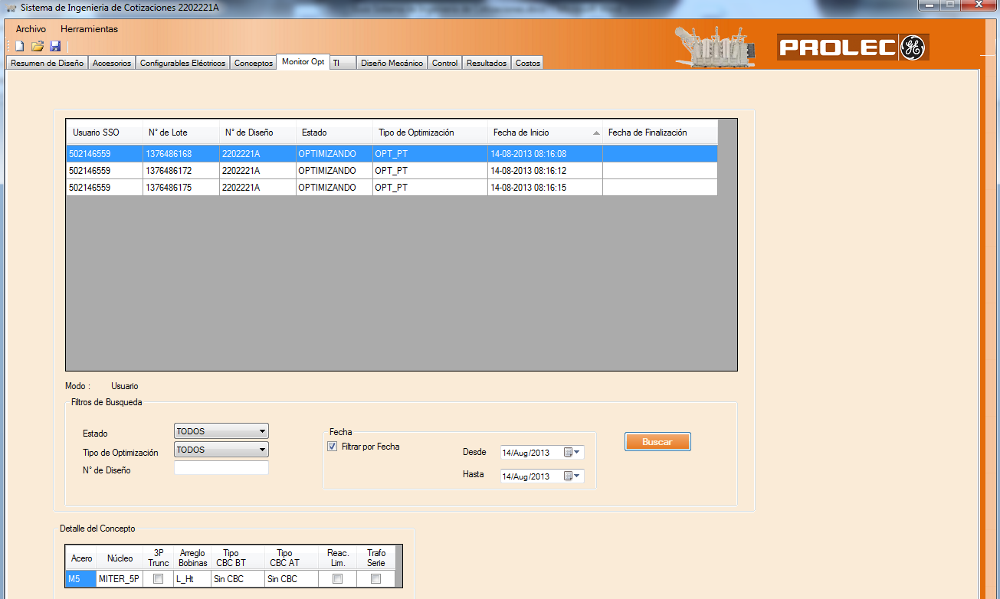 Sistema de Ingenieria de Cotizaciones 2202221A
Archivo Herramientas
PROLEC
Resumen de Diseño Accesorios Configurables Eléctricos Conceptos Monitor Opt TI Diseño Mecánico Control Resultados Costos
Usuario SSO N° de Lote N° de Diseño Estado Tipo de Optimización Fecha de Inicio Fecha de Finalización
502146559 1376486168 2202221A OPTIMIZANDO OPT_PT 14-08-2013 08:16:08
502146559 1376486172 2202221A OPTIMIZANDO OPT_PT 14-08-2013 08:16:12
502146559 1376486175 2202221A OPTIMIZANDO OPT_PT 14-08-2013 08:16:15
Modo : Usuario
Filtros de Busqueda
Estado TODOS
Tipo de Optimización TODOS
N° de Diseño
Fecha
Filtrar por Fecha
Desde 14/Aug/2013
Hasta 14/Aug/2013
Buscar
Detalle del Concepto
Acero Núcleo 3P Trunc Arreglo Bobinas Tipo CBC BT Tipo CBC AT Reac. Lim. Trafo Serie
M5 MITER_5P L_Ht Sin CBC Sin CBC